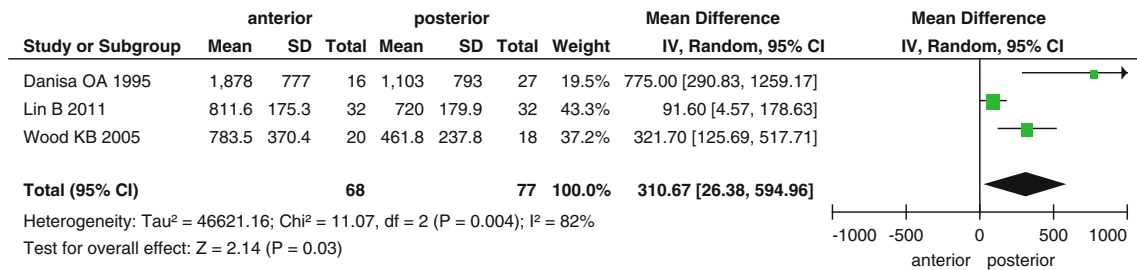 anterior posterior Mean Difference Mean Difference
Study or Subgroup Mean SD Total Mean SD Total Weight IV, Random, 95% CI IV, Random, 95% CI
Danisa OA 1995 1,878 777 16 1,103 793 27 19.5% 775.00 [290.83, 1259.17]
Lin B 2011 811.6 175.3 32 720 179.9 32 43.3% 91.60 [4.57, 178.63]
Wood KB 2005 783.5 370.4 20 461.8 237.8 18 37.2% 321.70 [125.69, 517.71]
Total (95% CI) 68 77 100.0% 310.67 [26.38, 594.96]
Heterogeneity: Tau² = 46621.16; Chi² = 11.07, df = 2 (P = 0.004); I² = 82%
Test for overall effect: Z = 2.14 (P = 0.03)
-1000 -500 0 500 1000
anterior posterior